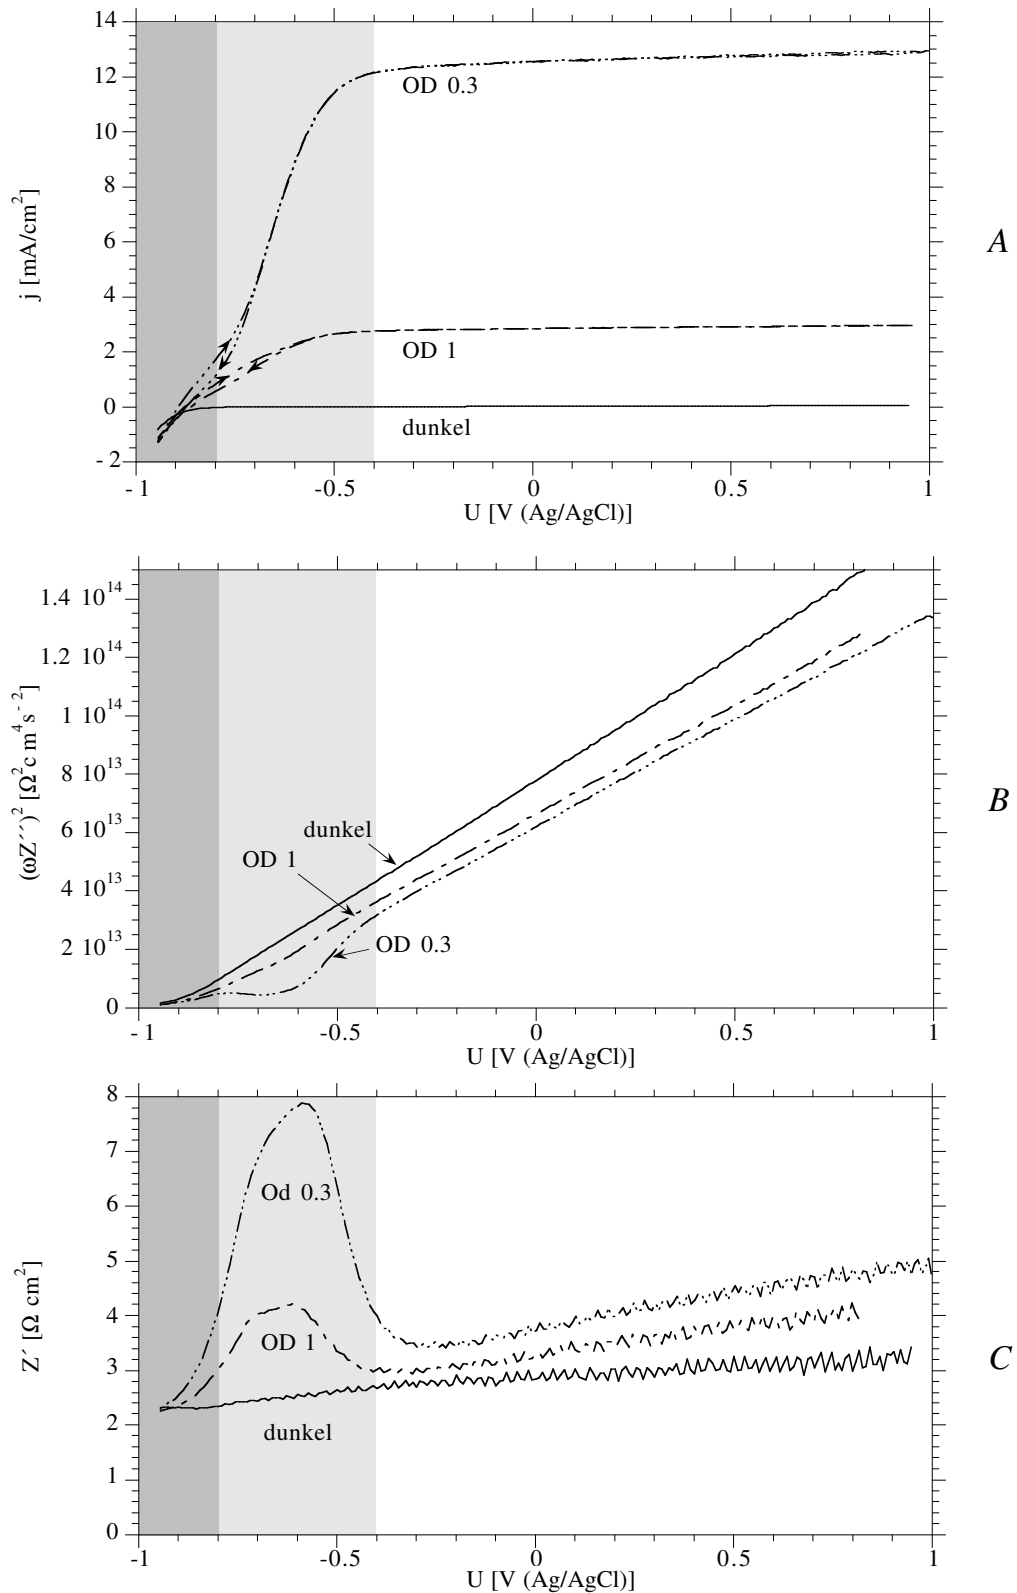 14
12
10
8
6
4
2
0
- 2
j [mA/cm²]
OD 0.3
OD 1
dunkel
A
- 1
-0.5
0
0.5
1
U [V (Ag/AgCl)]
1.4 10¹⁴
1.2 10¹⁴
1 10¹⁴
8 10¹³
6 10¹³
4 10¹³
2 10¹³
0
(ωZ´´)² [Ω²c m⁴s⁻²]
dunkel
OD 1
OD 0.3
B
- 1
-0.5
0
0.5
1
U [V (Ag/AgCl)]
8
7
6
5
4
3
2
1
0
Z´ [Ω cm²]
Od 0.3
OD 1
dunkel
C
-1
-0.5
0
0.5
1
U [V (Ag/AgCl)]